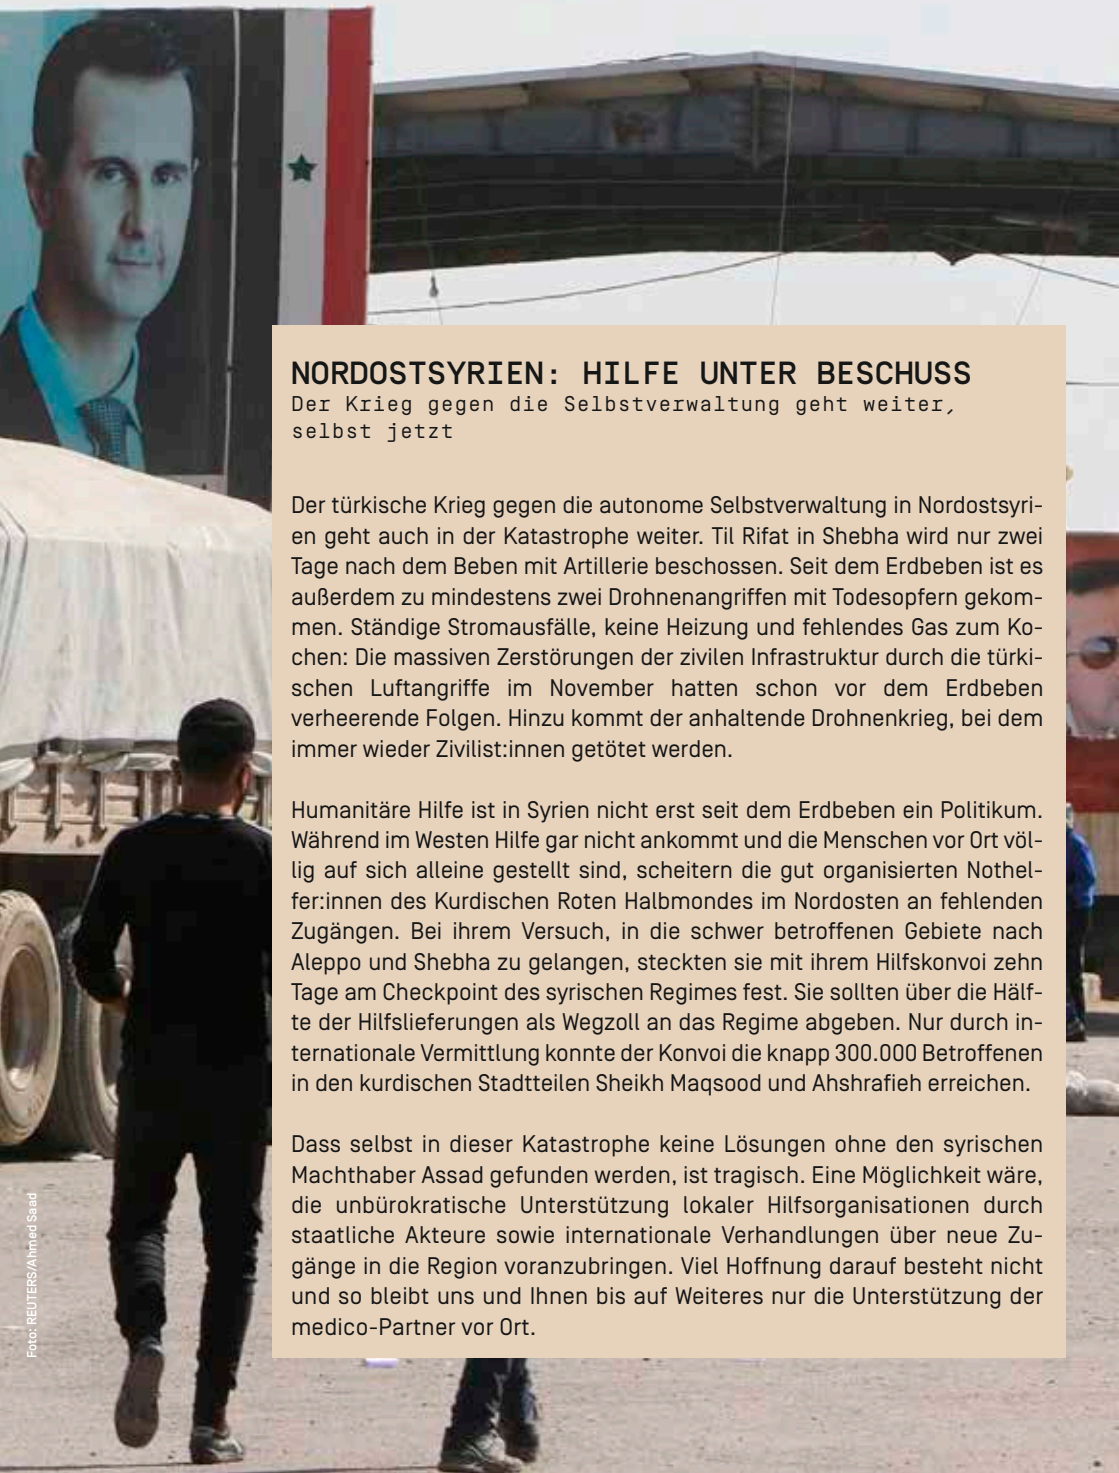 NORDOSTSYRIEN: HILFE UNTER BESCHUSS
Der Krieg gegen die Selbstverwaltung geht weiter,
selbst jetzt
Der türkische Krieg gegen die autonome Selbstverwaltung in Nordostsyri-
en geht auch in der Katastrophe weiter. Til Rifat in Shebha wird nur zwei
Tage nach dem Beben mit Artillerie beschossen. Seit dem Erdbeben ist es
außerdem zu mindestens zwei Drohnenangriffen mit Todesopfern gekom-
men. Ständige Stromausfälle, keine Heizung und fehlendes Gas zum Ko-
chen: Die massiven Zerstörungen der zivilen Infrastruktur durch die türki-
schen Luftangriffe im November hatten schon vor dem Erdbeben
verheerende Folgen. Hinzu kommt der anhaltende Drohnenkrieg, bei dem
immer wieder Zivilist:innen getötet werden.
Humanitäre Hilfe ist in Syrien nicht erst seit dem Erdbeben ein Politikum.
Während im Westen Hilfe gar nicht ankommt und die Menschen vor Ort völ-
lig auf sich alleine gestellt sind, scheitern die gut organisierten Nothel-
fer:innen des Kurdischen Roten Halbmondes im Nordosten an fehlenden
Zugängen. Bei ihrem Versuch, in die schwer betroffenen Gebiete nach
Aleppo und Shebha zu gelangen, steckten sie mit ihrem Hilfskonvoi zehn
Tage am Checkpoint des syrischen Regimes fest. Sie sollten über die Hälf-
te der Hilfslieferungen als Wegzoll an das Regime abgeben. Nur durch in-
ternationale Vermittlung konnte der Konvoi die knapp 300.000 Betroffenen
in den kurdischen Stadtteilen Sheikh Maqsood und Ahshrafieh erreichen.
Dass selbst in dieser Katastrophe keine Lösungen ohne den syrischen
Machthaber Assad gefunden werden, ist tragisch. Eine Möglichkeit wäre,
die unbürokratische Unterstützung lokaler Hilfsorganisationen durch
staatliche Akteure sowie internationale Verhandlungen über neue Zu-
gänge in die Region voranzubringen. Viel Hoffnung darauf besteht nicht
und so bleibt uns und Ihnen bis auf Weiteres nur die Unterstützung der
medico-Partner vor Ort.
Foto: REUTERS/Ahmed Saad